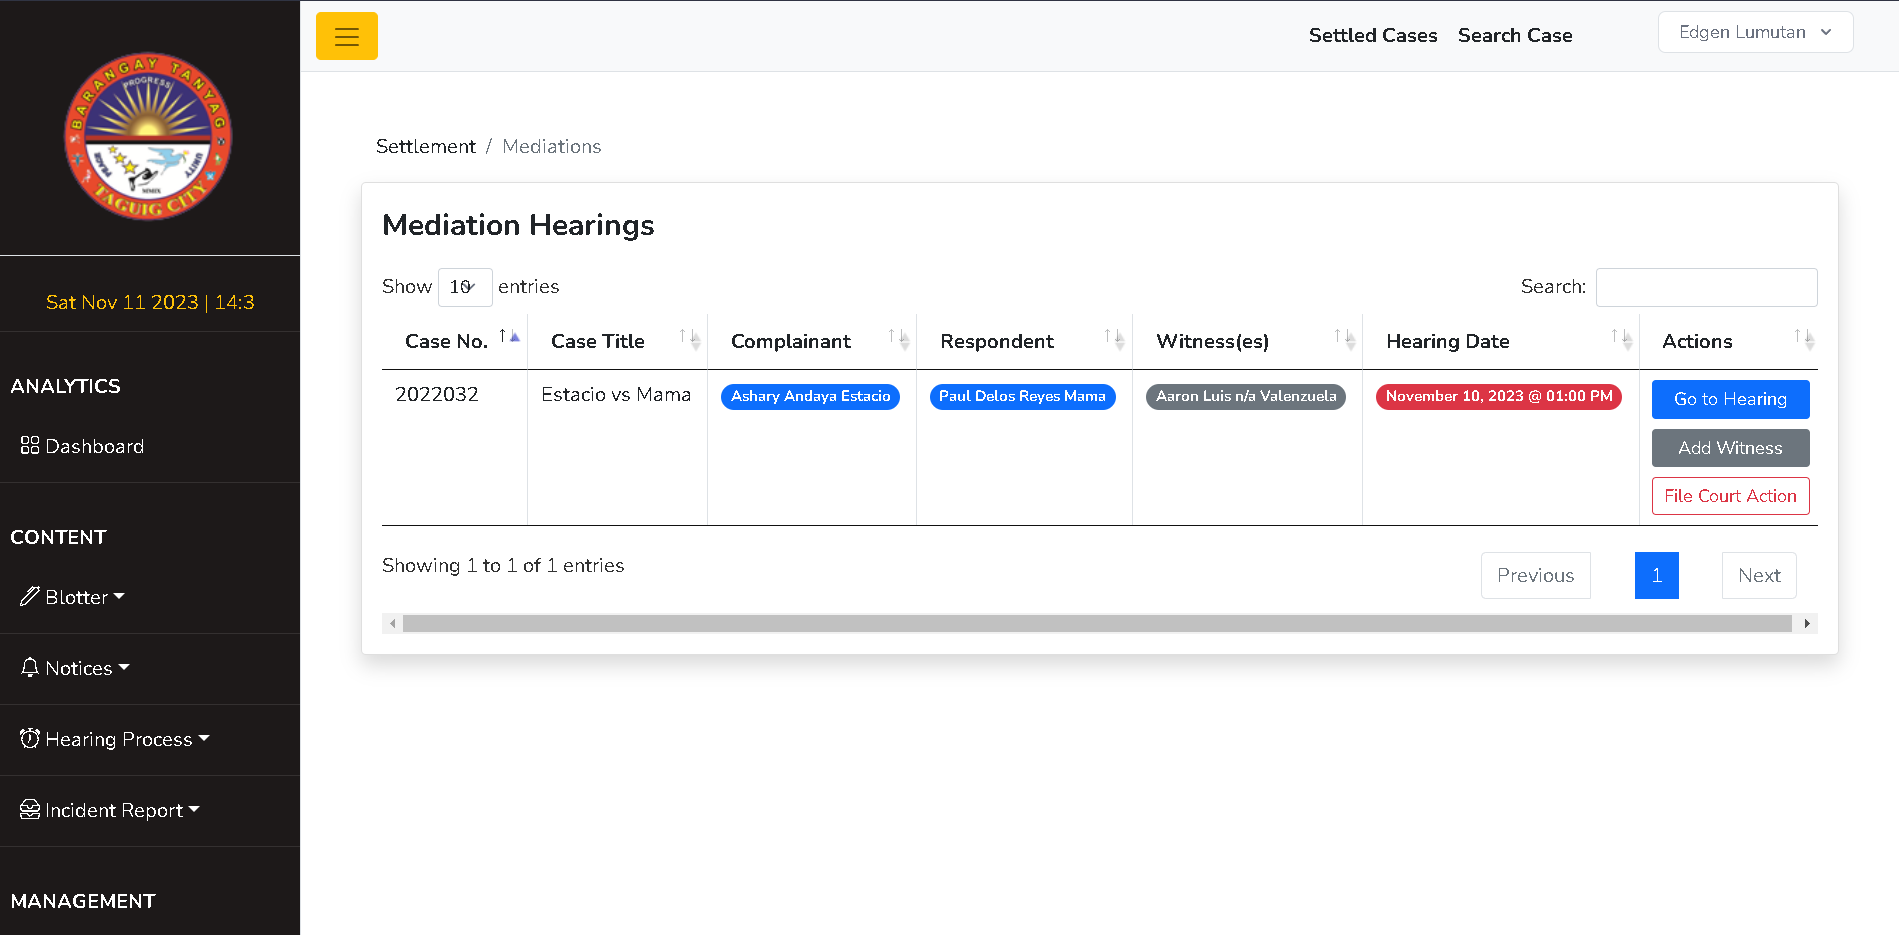 BARANGAY TANYAG
PROGRESS
PEACE
UNITY
MMIX
TAGUIG CITY
Sat Nov 11 2023 | 14:3
ANALYTICS
Dashboard
CONTENT
Blotter
Notices
Hearing Process
Incident Report
MANAGEMENT
Settled Cases Search Case Edgen Lumutan
Settlement / Mediations
Mediation Hearings
Show 10 entries Search:
Case No. Case Title Complainant Respondent Witness(es) Hearing Date Actions
2022032 Estacio vs Mama Ashary Andaya Estacio Paul Delos Reyes Mama Aaron Luis n/a Valenzuela November 10, 2023 @ 01:00 PM Go to Hearing
Add Witness
File Court Action
Showing 1 to 1 of 1 entries Previous 1 Next